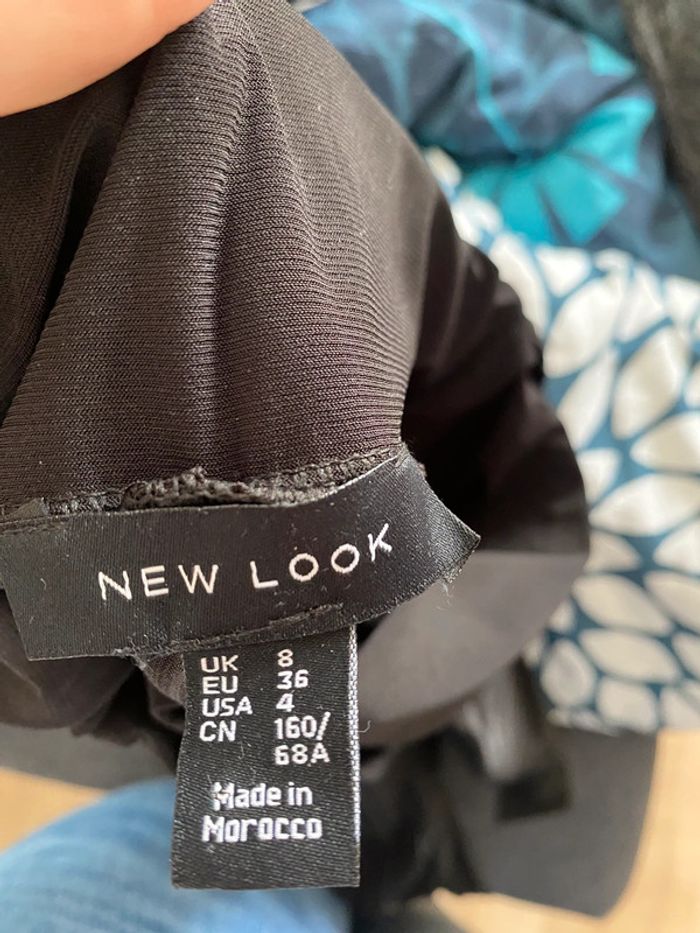 NEW LOOK
UK 8
EU 36
USA 4
CN 160/
68A
Made in
Morocco